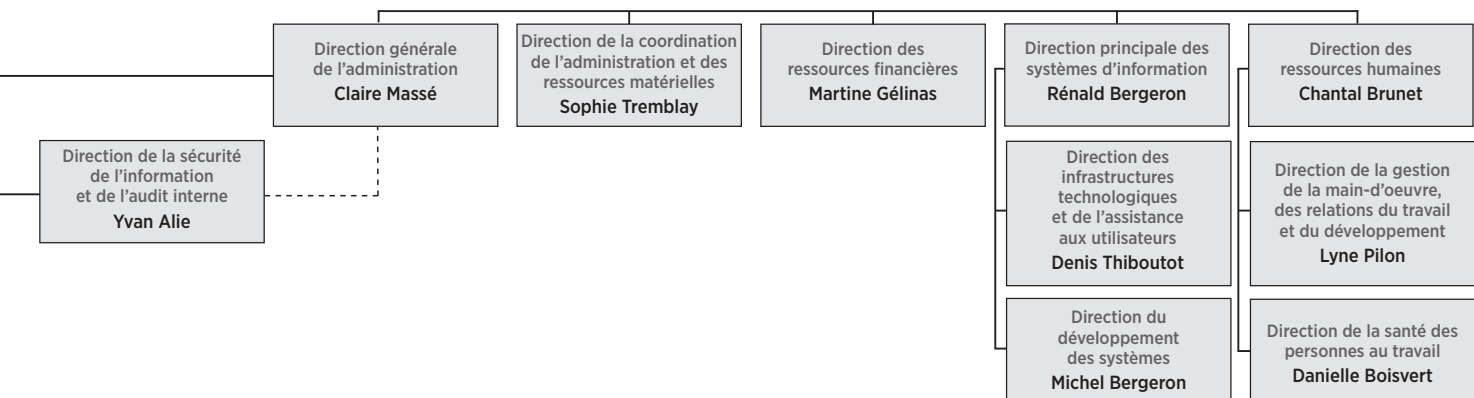 Direction générale
de l'administration
Claire Massé
Direction de la coordination
de l'administration et des
ressources matérielles
Sophie Tremblay
Direction des
ressources financières
Martine Gélinas
Direction principale des
systèmes d'information
Rénald Bergeron
Direction des
ressources humaines
Chantal Brunet
Direction de la sécurité
de l'information
et de l'audit interne
Yvan Alie
Direction des
infrastructures
technologiques
et de l'assistance
aux utilisateurs
Denis Thiboutot
Direction de la gestion
de la main-d'oeuvre,
des relations du travail
et du développement
Lyne Pilon
Direction du
développement
des systèmes
Michel Bergeron
Direction de la santé des
personnes au travail
Danielle Boisvert